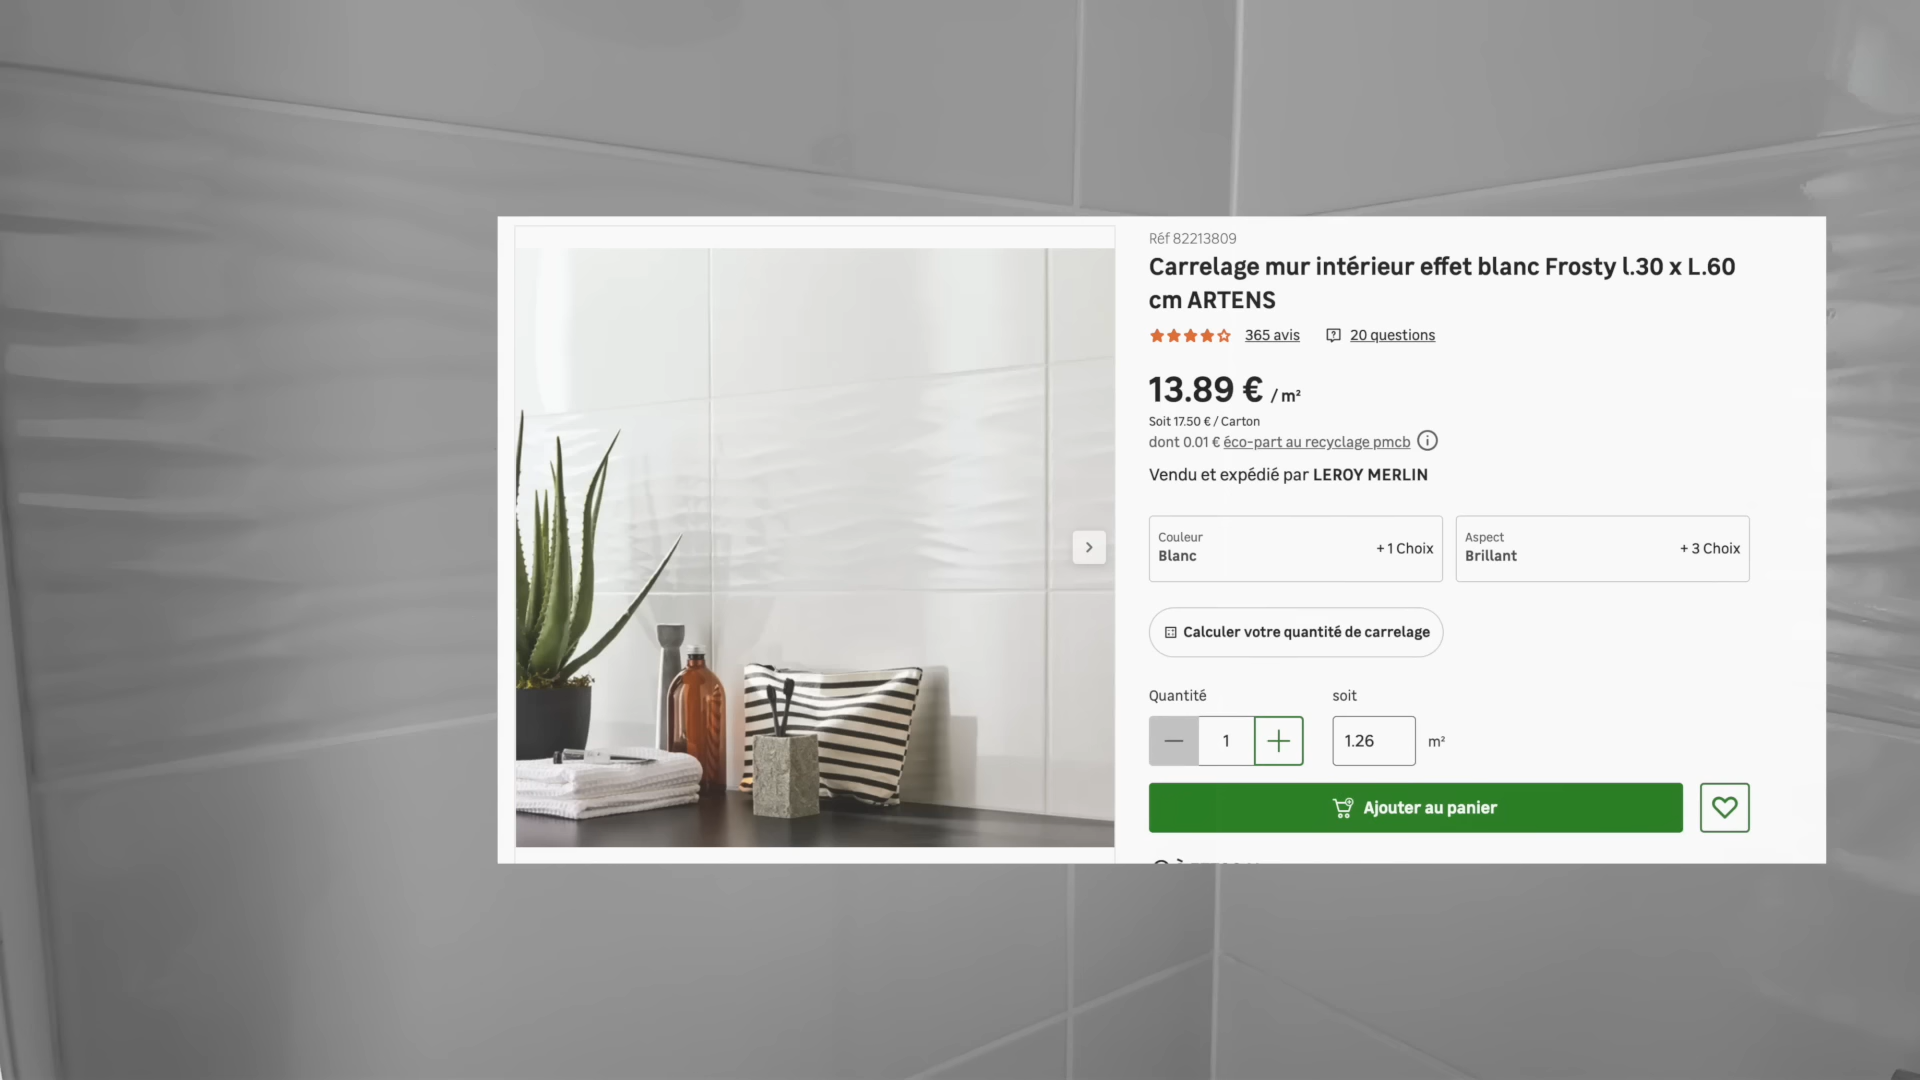 Réf 82213809
Carrelage mur intérieur effet blanc Frosty l.30 x L.60
cm ARTENS
365 avis 20 questions
13.89 € / m²
Soit 17.50 € / Carton
dont 0.01 € éco-part au recyclage pmcb
Vendu et expédié par LEROY MERLIN
Couleur
Blanc
+ 1 Choix
Aspect
Brillant
+ 3 Choix
Calculer votre quantité de carrelage
Quantité soit
1 1.26 m²
Ajouter au panier